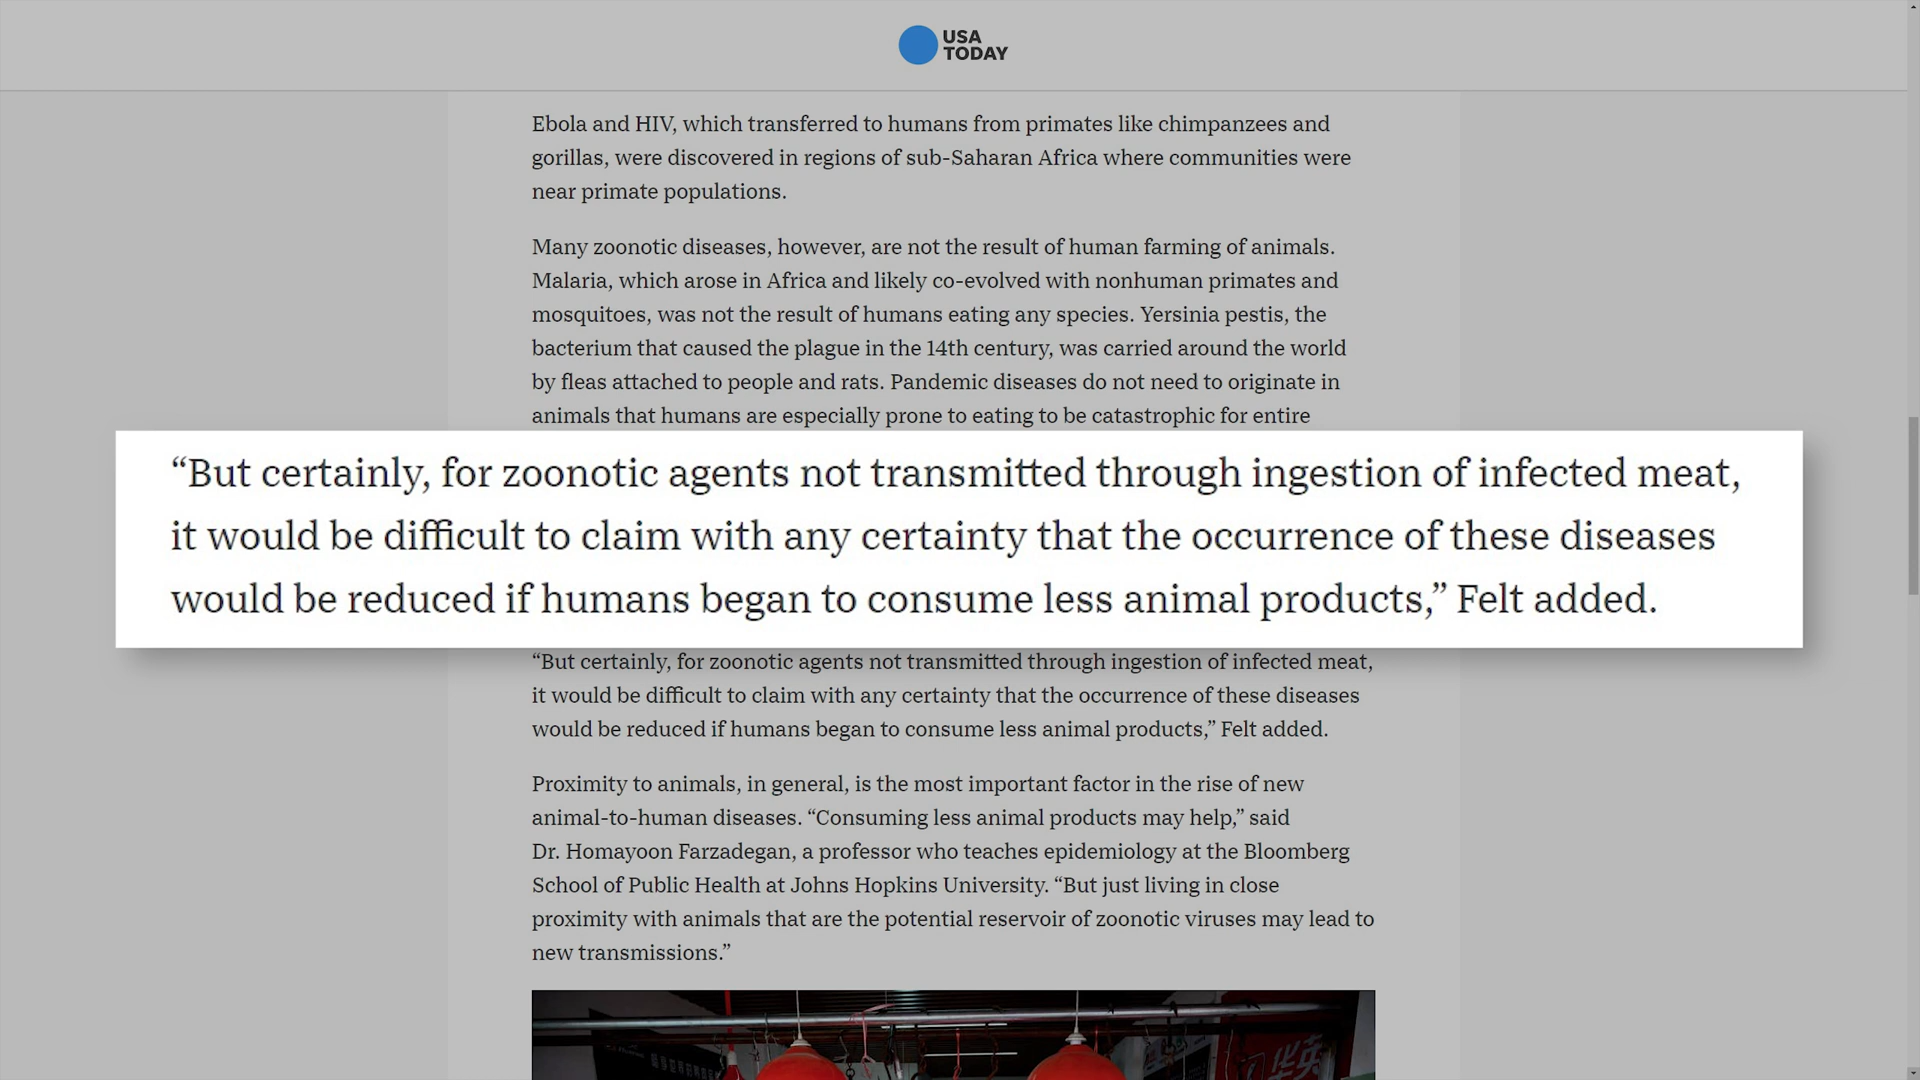 USA
TODAY
Ebola and HIV, which transferred to humans from primates like chimpanzees and
gorillas, were discovered in regions of sub-Saharan Africa where communities were
near primate populations.
Many zoonotic diseases, however, are not the result of human farming of animals.
Malaria, which arose in Africa and likely co-evolved with nonhuman primates and
mosquitoes, was not the result of humans eating any species. Yersinia pestis, the
bacterium that caused the plague in the 14th century, was carried around the world
by fleas attached to people and rats. Pandemic diseases do not need to originate in
animals that humans are especially prone to eating to be catastrophic for entire
“But certainly, for zoonotic agents not transmitted through ingestion of infected meat,
it would be difficult to claim with any certainty that the occurrence of these diseases
would be reduced if humans began to consume less animal products,” Felt added.
“But certainly, for zoonotic agents not transmitted through ingestion of infected meat,
it would be difficult to claim with any certainty that the occurrence of these diseases
would be reduced if humans began to consume less animal products,” Felt added.
Proximity to animals, in general, is the most important factor in the rise of new
animal-to-human diseases. “Consuming less animal products may help,” said
Dr. Homayoon Farzadegan, a professor who teaches epidemiology at the Bloomberg
School of Public Health at Johns Hopkins University. “But just living in close
proximity with animals that are the potential reservoir of zoonotic viruses may lead to
new transmissions.”